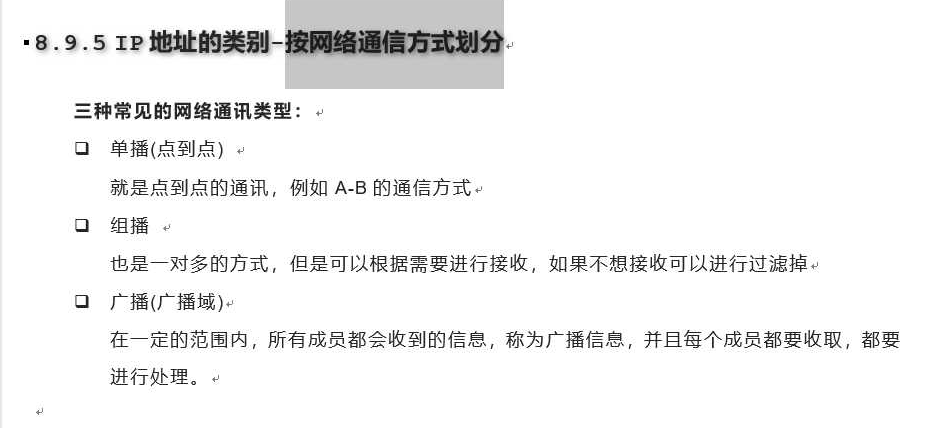 8.9.5 IP 地址的类别-按网络通信方式划分
三种常见的网络通讯类型：
单播(点到点)
就是点到点的通讯，例如 A-B 的通信方式
组播
也是一对多的方式，但是可以根据需要进行接收，如果不想接收可以进行过滤掉
广播(广播域)
在一定的范围内，所有成员都会收到的信息，称为广播信息，并且每个成员都要收取，都要
进行处理。